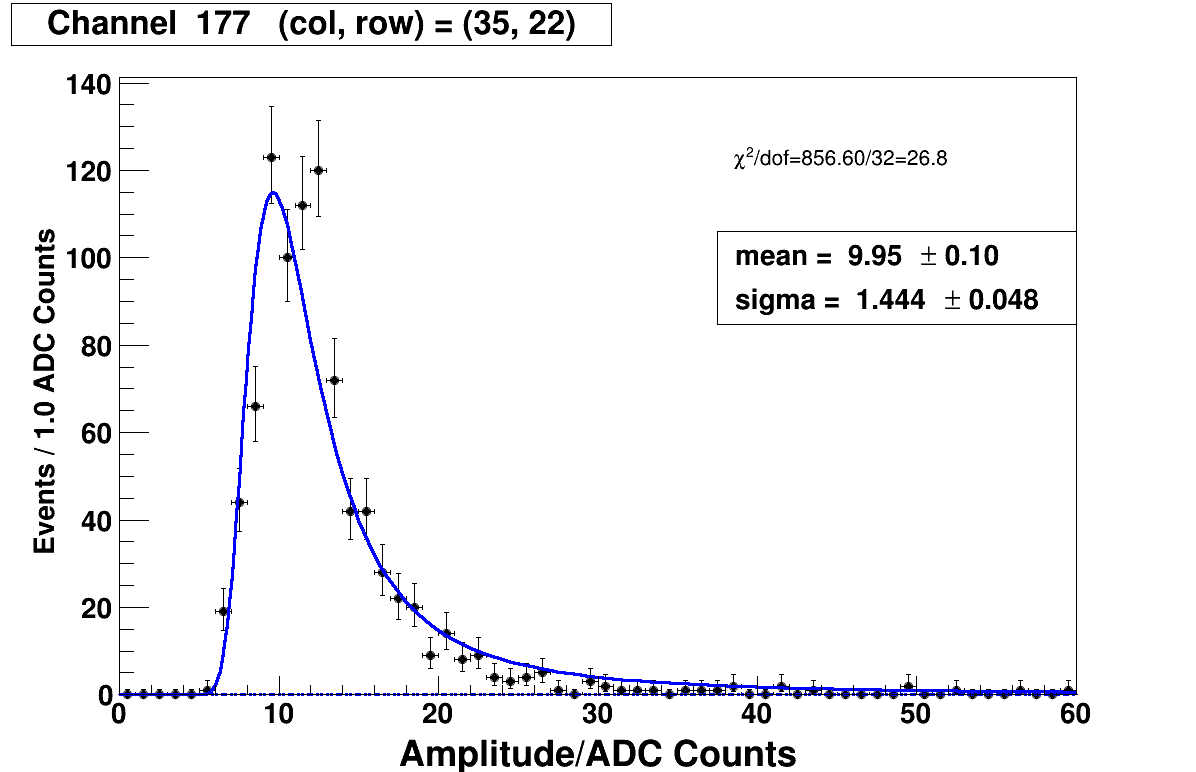 Channel 177 (col, row) = (35, 22)
140
120
100
80
60
40
20
0
Events / 1.0 ADC Counts
χ²/dof=856.60/32=26.8
mean = 9.95 ± 0.10
sigma = 1.444 ± 0.048
0 10 20 30 40 50 60
Amplitude/ADC Counts